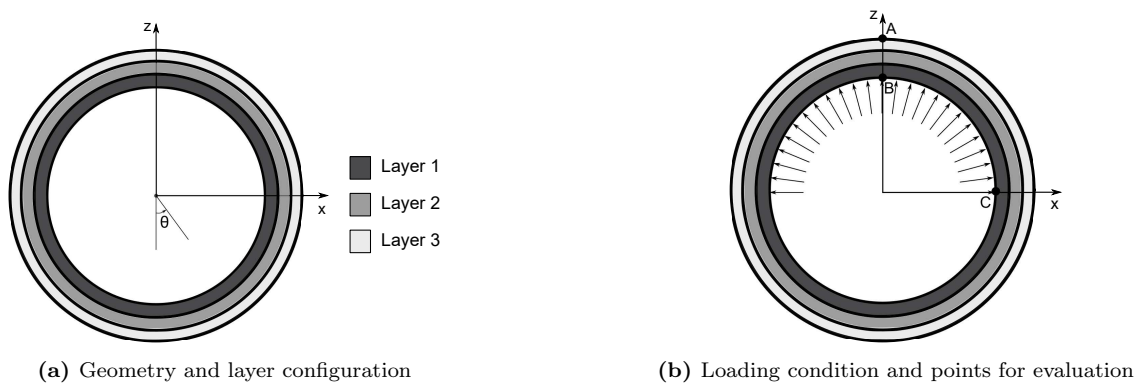 z
x
θ
Layer 1
Layer 2
Layer 3
(a) Geometry and layer configuration
z
A
B
C
x
(b) Loading condition and points for evaluation